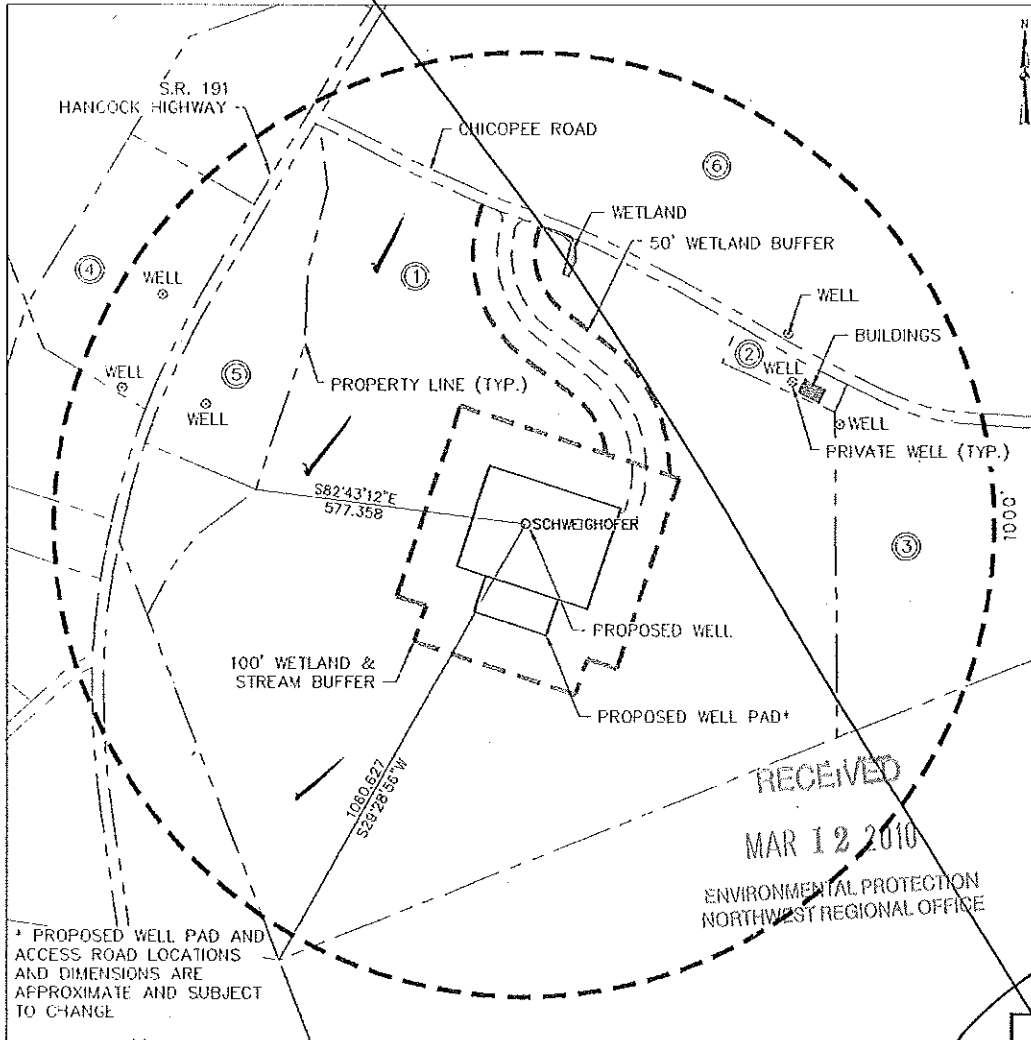 N
S.R. 191
HANCOCK HIGHWAY
CHICOPEE ROAD
6
WETLAND
50' WETLAND BUFFER
4
WELL
1
WELL
BUILDINGS
2
WELL
WELL
5
WELL
PROPERTY LINE (TYP.)
WELL
PRIVATE WELL (TYP.)
S82°43'12"E
577.358
SCHWEIGHOFER
1000'
3
PROPOSED WELL
100' WETLAND &
STREAM BUFFER
PROPOSED WELL PAD*
1060.627
S29°28'56"W
RECEIVED
MAR 12 2010
ENVIRONMENTAL PROTECTION
NORTHWEST REGIONAL OFFICE
* PROPOSED WELL PAD AND
ACCESS ROAD LOCATIONS
AND DIMENSIONS ARE
APPROXIMATE AND SUBJECT
TO CHANGE